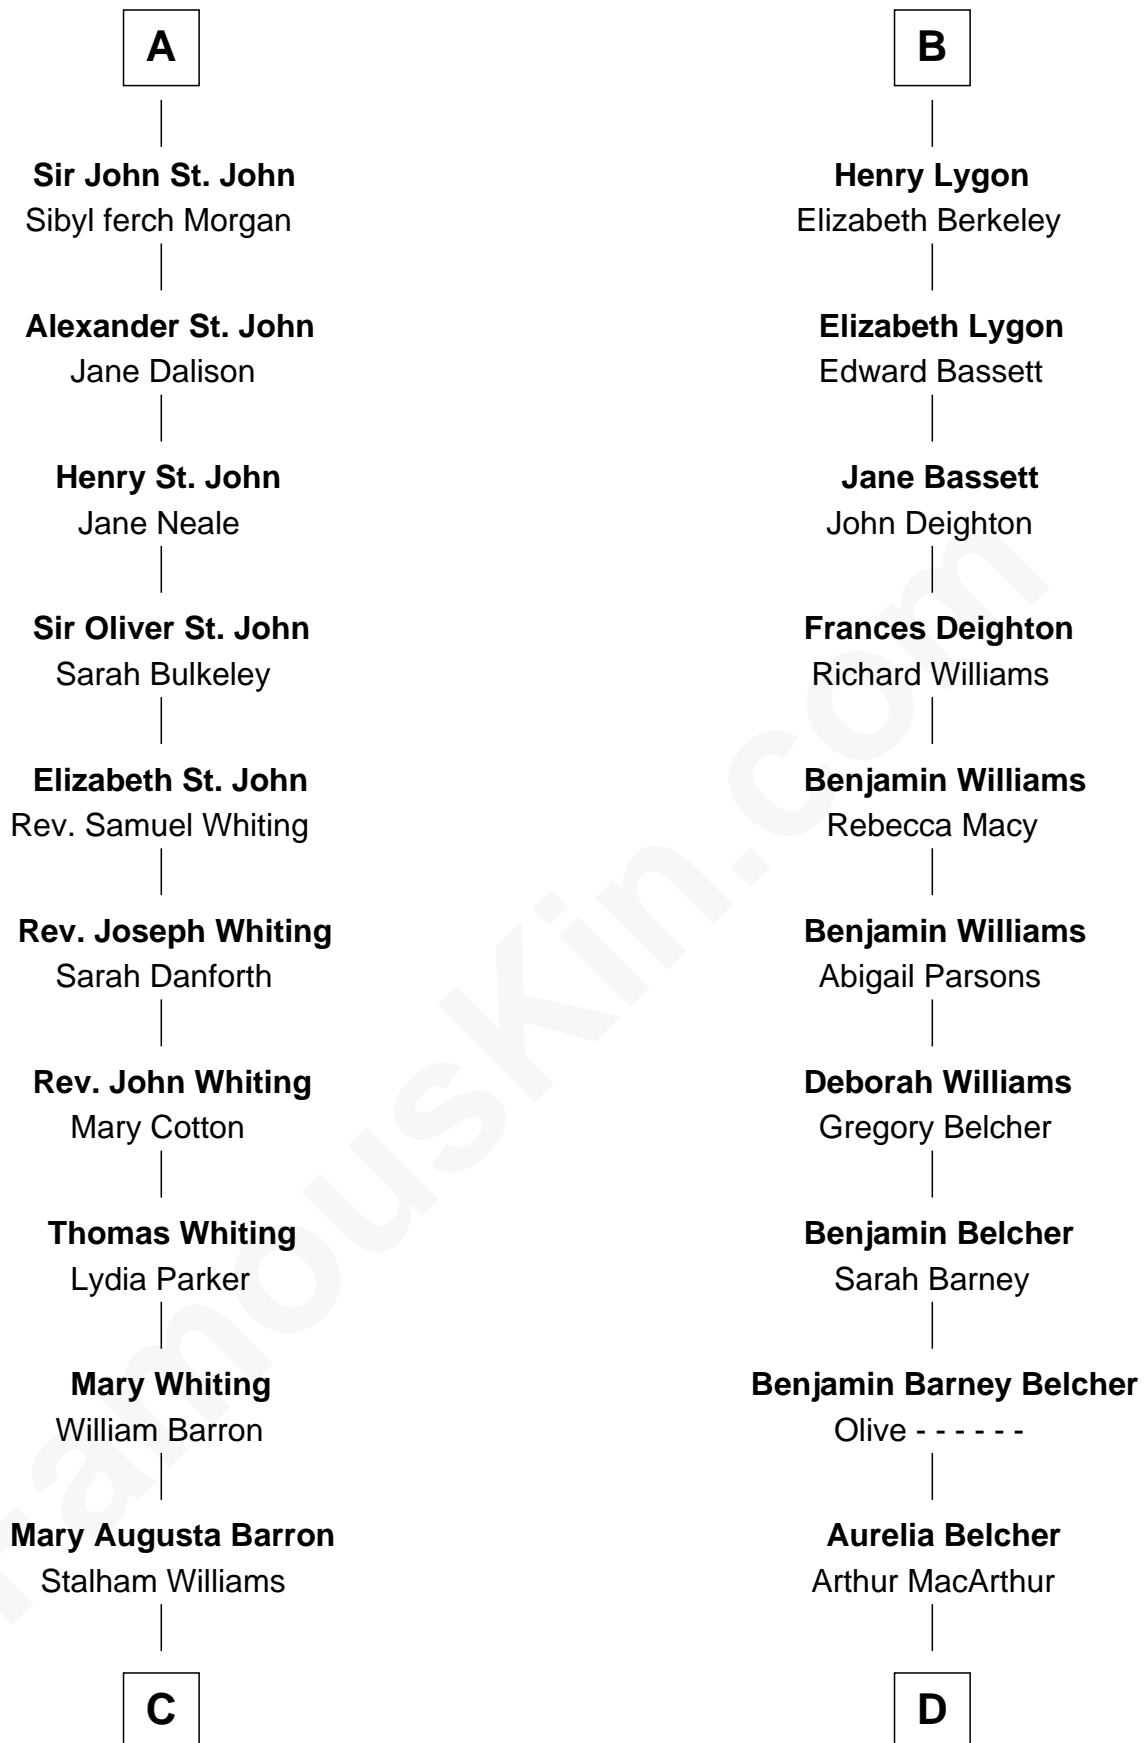 A
Sir John St. John
Sibyl ferch Morgan
Alexander St. John
Jane Dalison
Henry St. John
Jane Neale
Sir Oliver St. John
Sarah Bulkeley
Elizabeth St. John
Rev. Samuel Whiting
Rev. Joseph Whiting
Sarah Danforth
Rev. John Whiting
Mary Cotton
Thomas Whiting
Lydia Parker
Mary Whiting
William Barron
Mary Augusta Barron
Stalham Williams
C
B
Henry Lygon
Elizabeth Berkeley
Elizabeth Lygon
Edward Bassett
Jane Bassett
John Deighton
Frances Deighton
Richard Williams
Benjamin Williams
Rebecca Macy
Benjamin Williams
Abigail Parsons
Deborah Williams
Gregory Belcher
Benjamin Belcher
Sarah Barney
Benjamin Barney Belcher
Olive - - - - - -
Aurelia Belcher
Arthur MacArthur
D
FamousKin.com